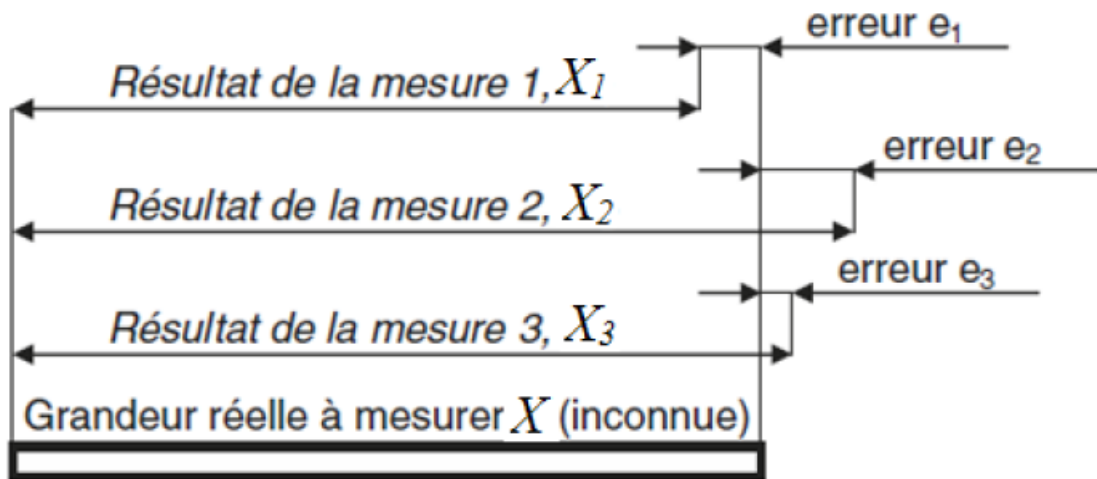 erreur e₁
Résultat de la mesure 1, X₁
erreur e₂
Résultat de la mesure 2, X₂
erreur e₃
Résultat de la mesure 3, X₃
Grandeur réelle à mesurer X (inconnue)